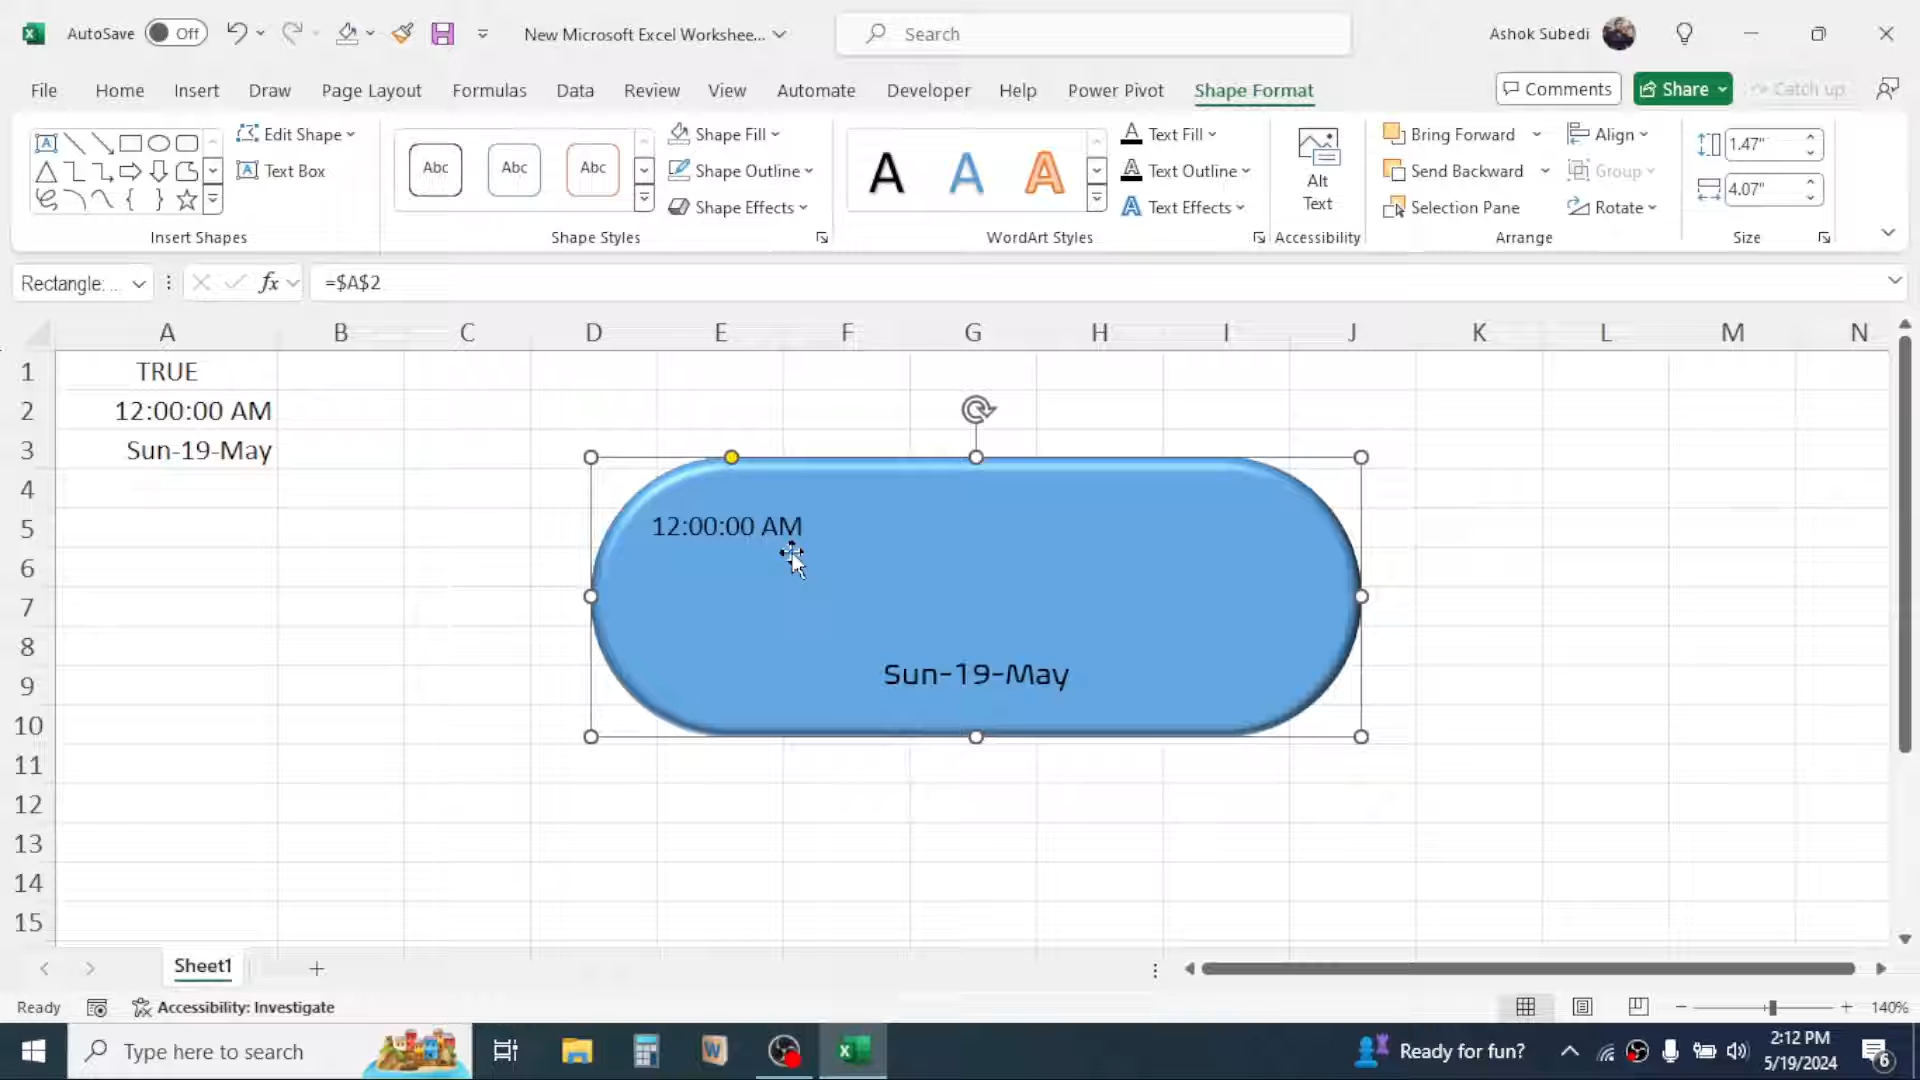 AutoSave Off New Microsoft Excel Workshee... Search Ashok Subedi
File Home Insert Draw Page Layout Formulas Data Review View Automate Developer Help Power Pivot Shape Format Comments Share Catch up
Edit Shape Abc Abc Abc Shape Fill A A A Text Fill Bring Forward Align 1.47"
Text Box Shape Outline Text Outline Alt Text Send Backward Group 4.07"
Shape Effects Text Effects Selection Pane Rotate
Insert Shapes Shape Styles WordArt Styles Accessibility Arrange Size
Rectangle: ... fx =$A$2
A B C D E F G H I J K L M N
1 TRUE
2 12:00:00 AM
3 Sun-19-May
4
5 12:00:00 AM
6
7
8
9 Sun-19-May
10
11
12
13
14
15
Sheet1
Ready Accessibility: Investigate 140%
Type here to search W Ready for fun? 2:12 PM
5/19/2024 6